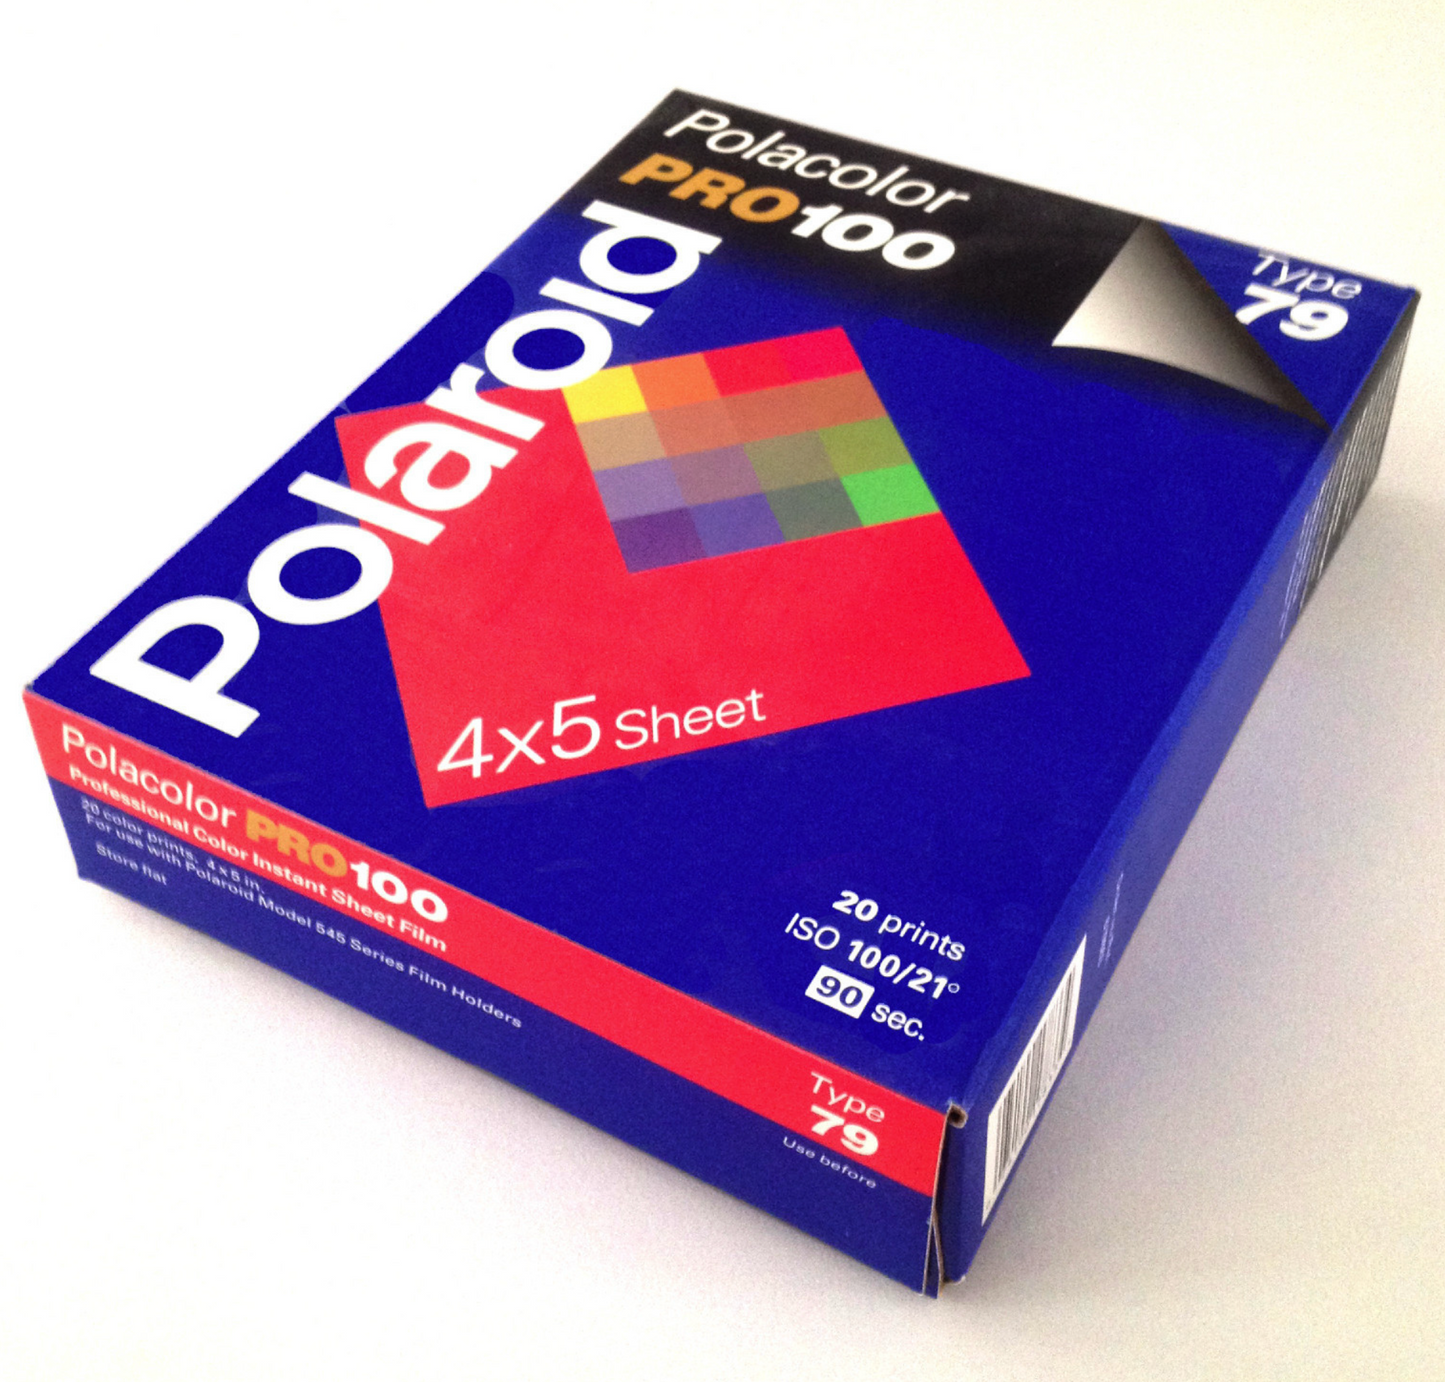 Polacolor
PRO100
Type
79
Polaroid
4x5 Sheet
20 prints
ISO 100/21°
90 sec.
Polacolor PRO100
Professional Color Instant Sheet Film
20 color prints, 4 x 5 in.
For use with Polaroid Model 545 Series Film Holders
Store flat
Type
79
Use before